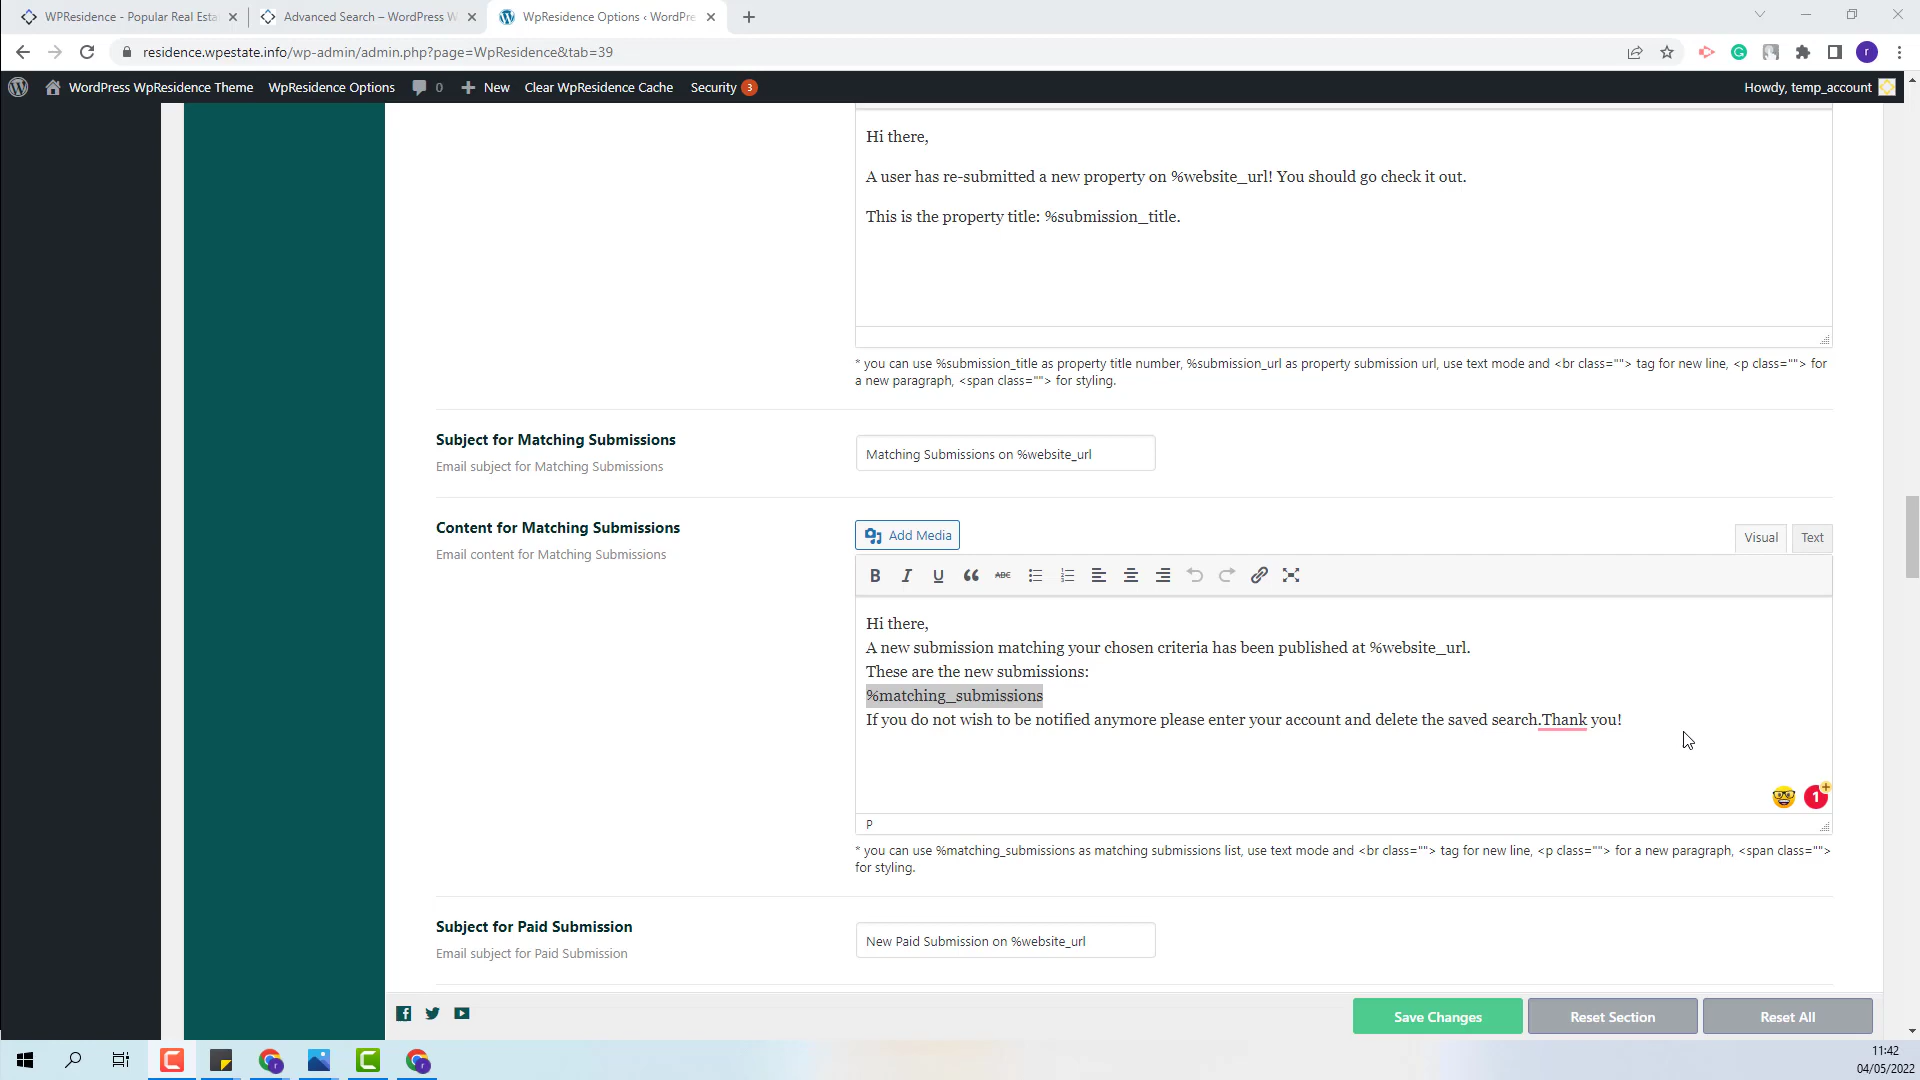 WPResidence - Popular Real Esta
Advanced Search – WordPress W
WpResidence Options ‹ WordPre
residence.wpestate.info/wp-admin/admin.php?page=WpResidence&tab=39
r
WordPress WpResidence Theme WpResidence Options 0 New Clear WpResidence Cache Security 3 Howdy, temp_account
Hi there,
A user has re-submitted a new property on %website_url! You should go check it out.
This is the property title: %submission_title.
* you can use %submission_title as property title number, %submission_url as property submission url, use text mode and <br class=""> tag for new line, <p class=""> for
a new paragraph, <span class=""> for styling.
Subject for Matching Submissions
Email subject for Matching Submissions
Matching Submissions on %website_url
Content for Matching Submissions
Email content for Matching Submissions
Add Media
Visual Text
B I U ABC
Hi there,
A new submission matching your chosen criteria has been published at %website_url.
These are the new submissions:
%matching_submissions
If you do not wish to be notified anymore please enter your account and delete the saved search.Thank you!
1
P
* you can use %matching_submissions as matching submissions list, use text mode and <br class=""> tag for new line, <p class=""> for a new paragraph, <span class="">
for styling.
Subject for Paid Submission
Email subject for Paid Submission
New Paid Submission on %website_url
Save Changes Reset Section Reset All
11:42
04/05/2022